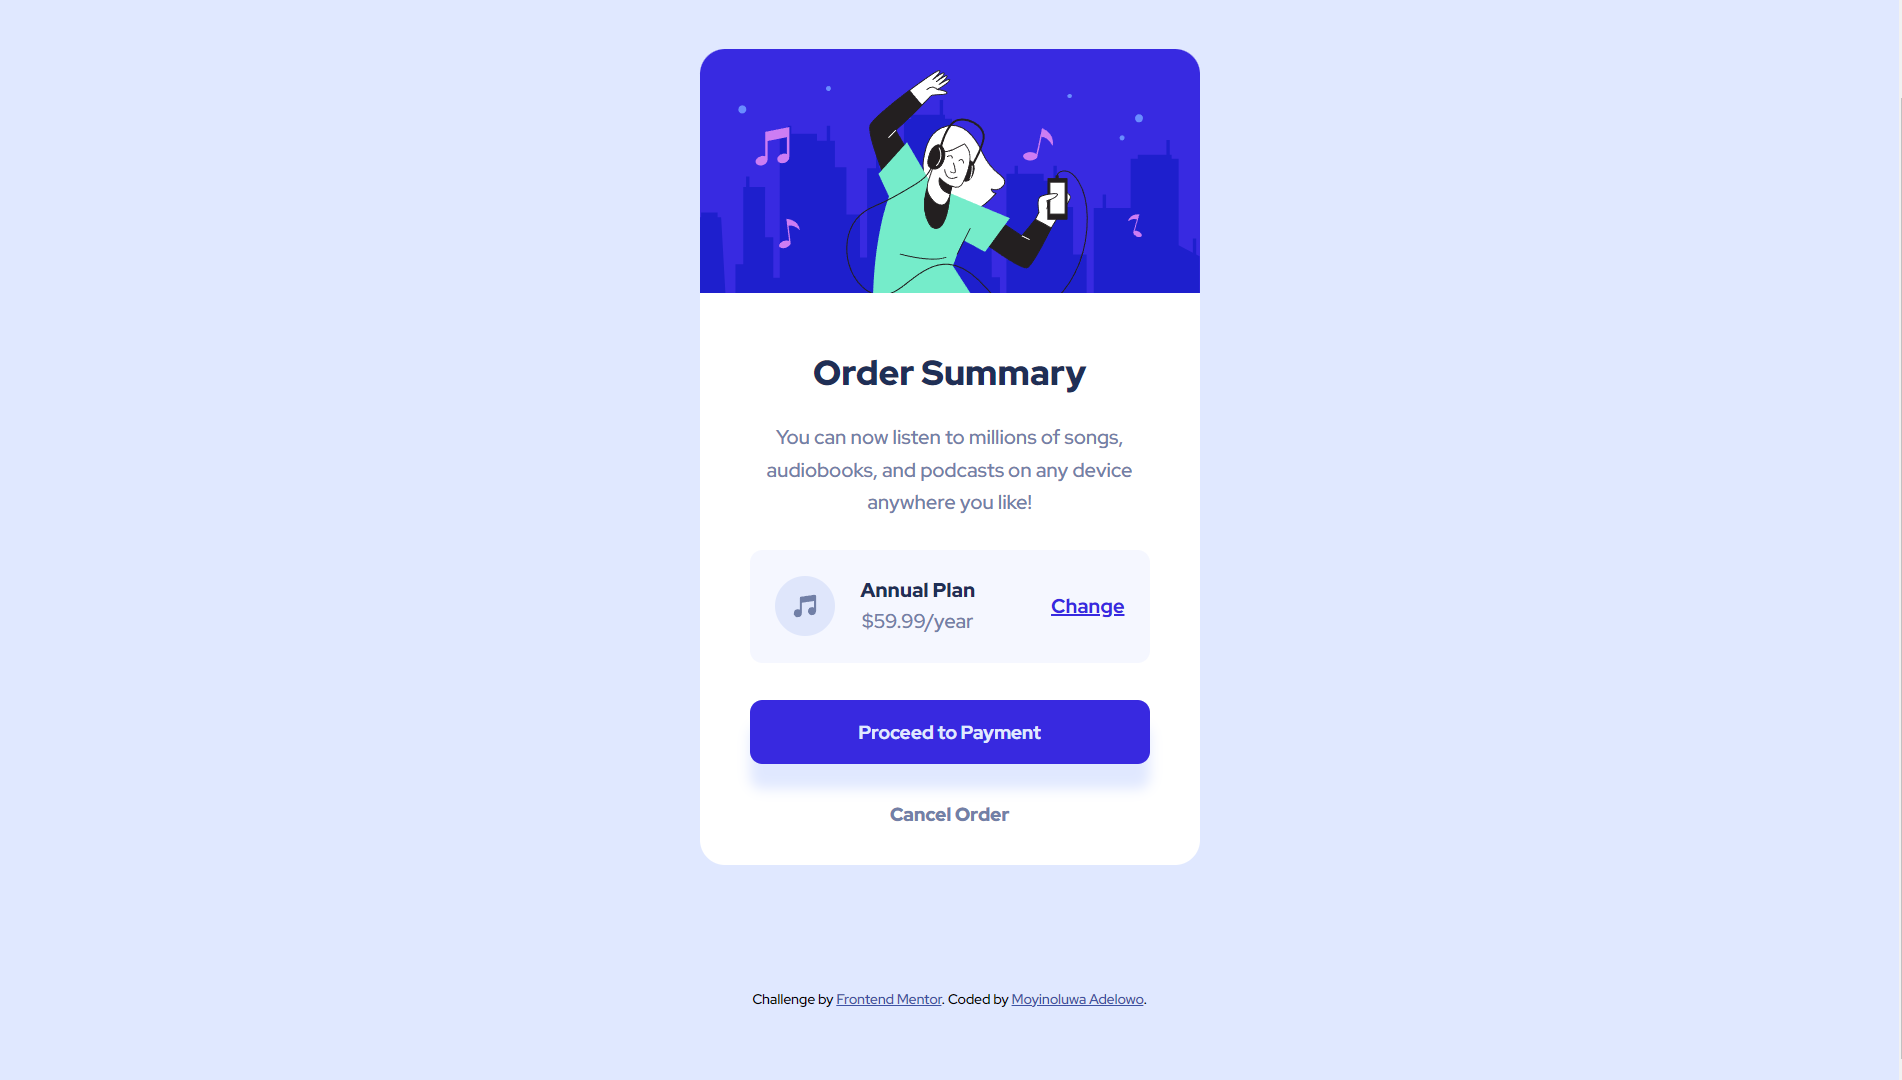 Order Summary
You can now listen to millions of songs,
audiobooks, and podcasts on any device
anywhere you like!
Annual Plan
$59.99/year
Change
Proceed to Payment
Cancel Order
Challenge by Frontend Mentor. Coded by Moyinoluwa Adelowo.